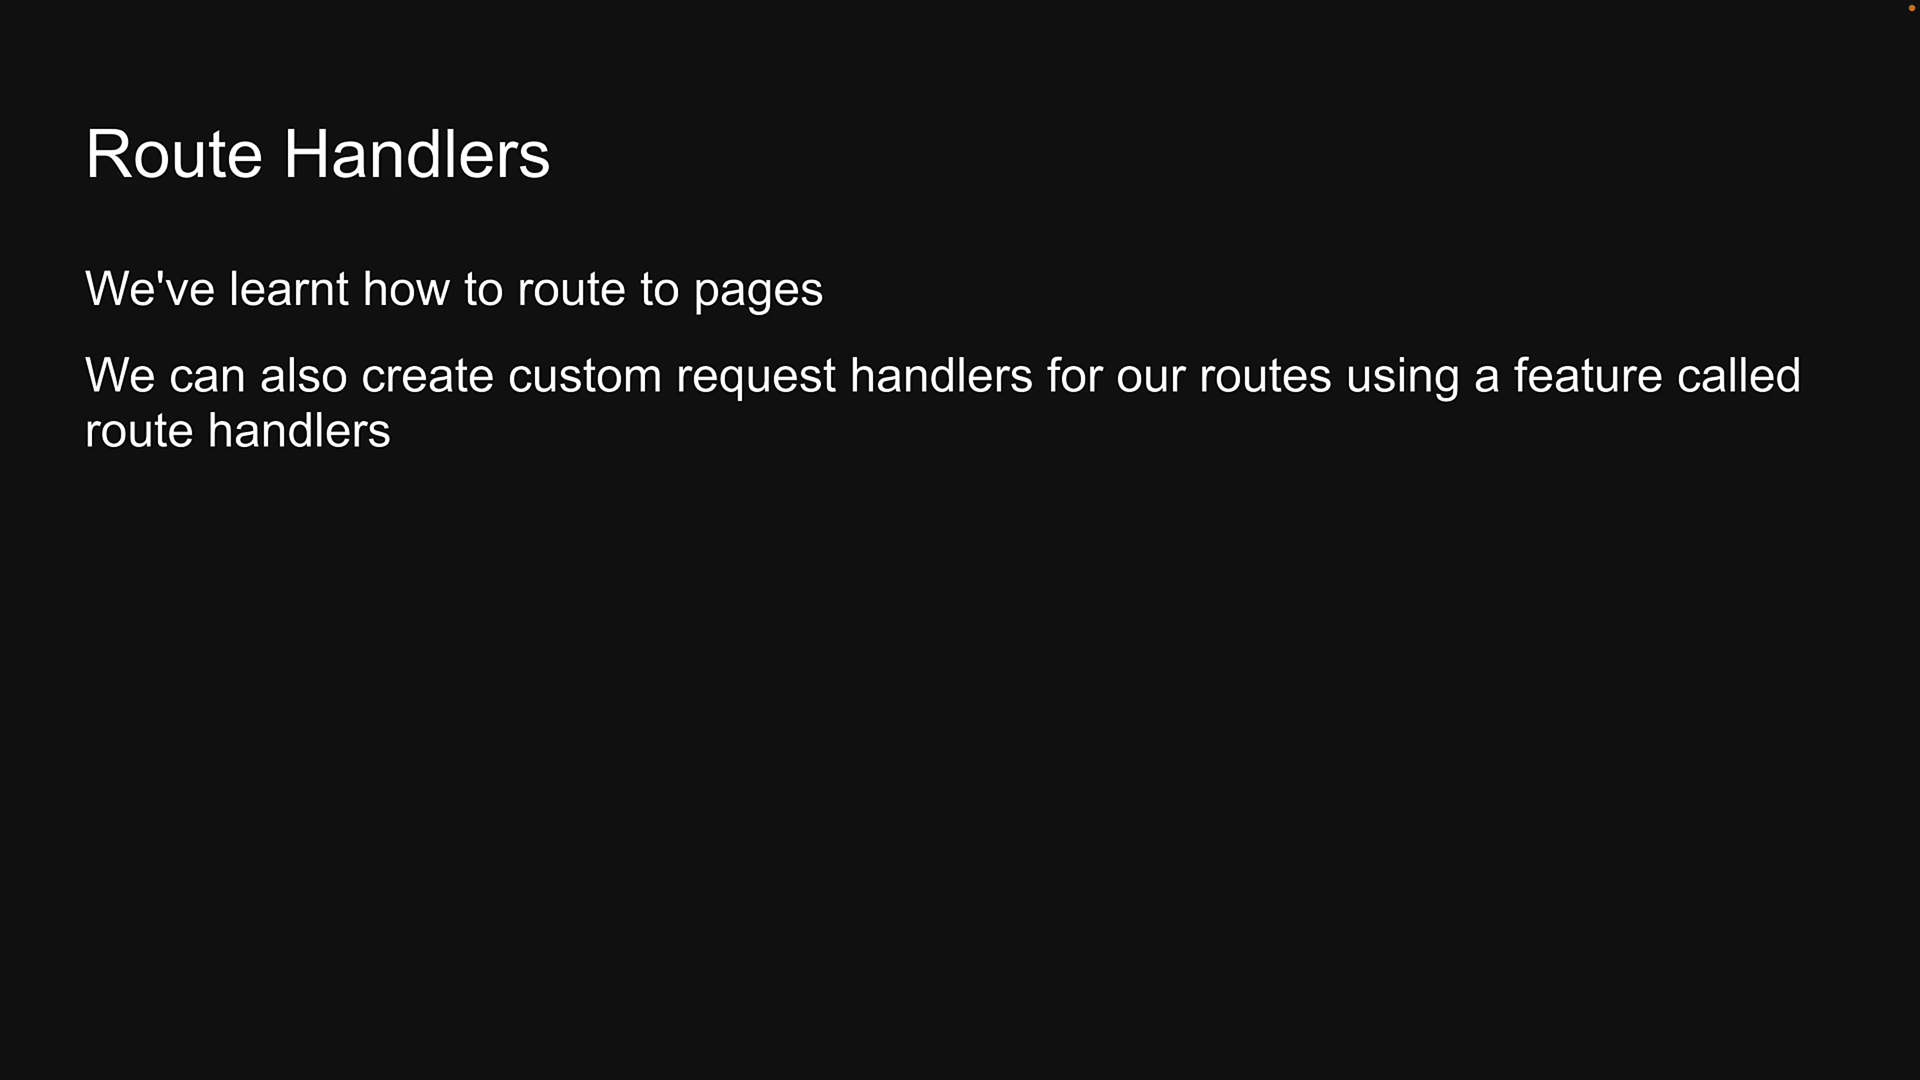 Route Handlers
We've learnt how to route to pages
We can also create custom request handlers for our routes using a feature called
route handlers